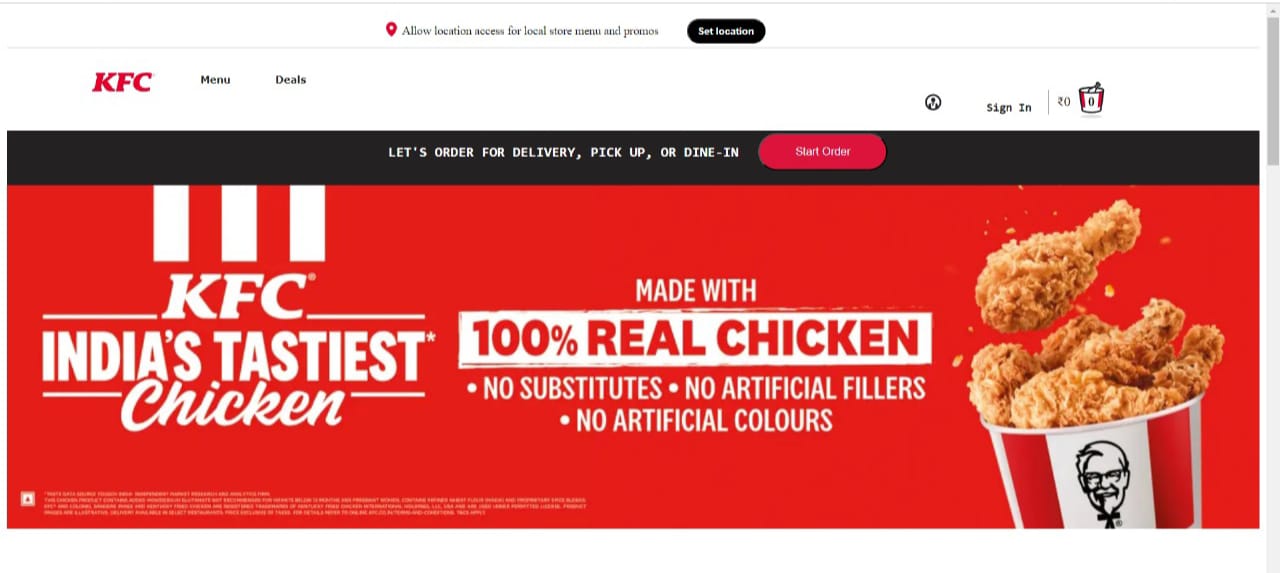 Allow location access for local store menu and promos
Set location
KFC
Menu
Deals
Sign In
₹0
0
LET'S ORDER FOR DELIVERY, PICK UP, OR DINE-IN
Start Order
KFC®
INDIA'S TASTIEST*
Chicken
MADE WITH
100% REAL CHICKEN
• NO SUBSTITUTES • NO ARTIFICIAL FILLERS
• NO ARTIFICIAL COLOURS